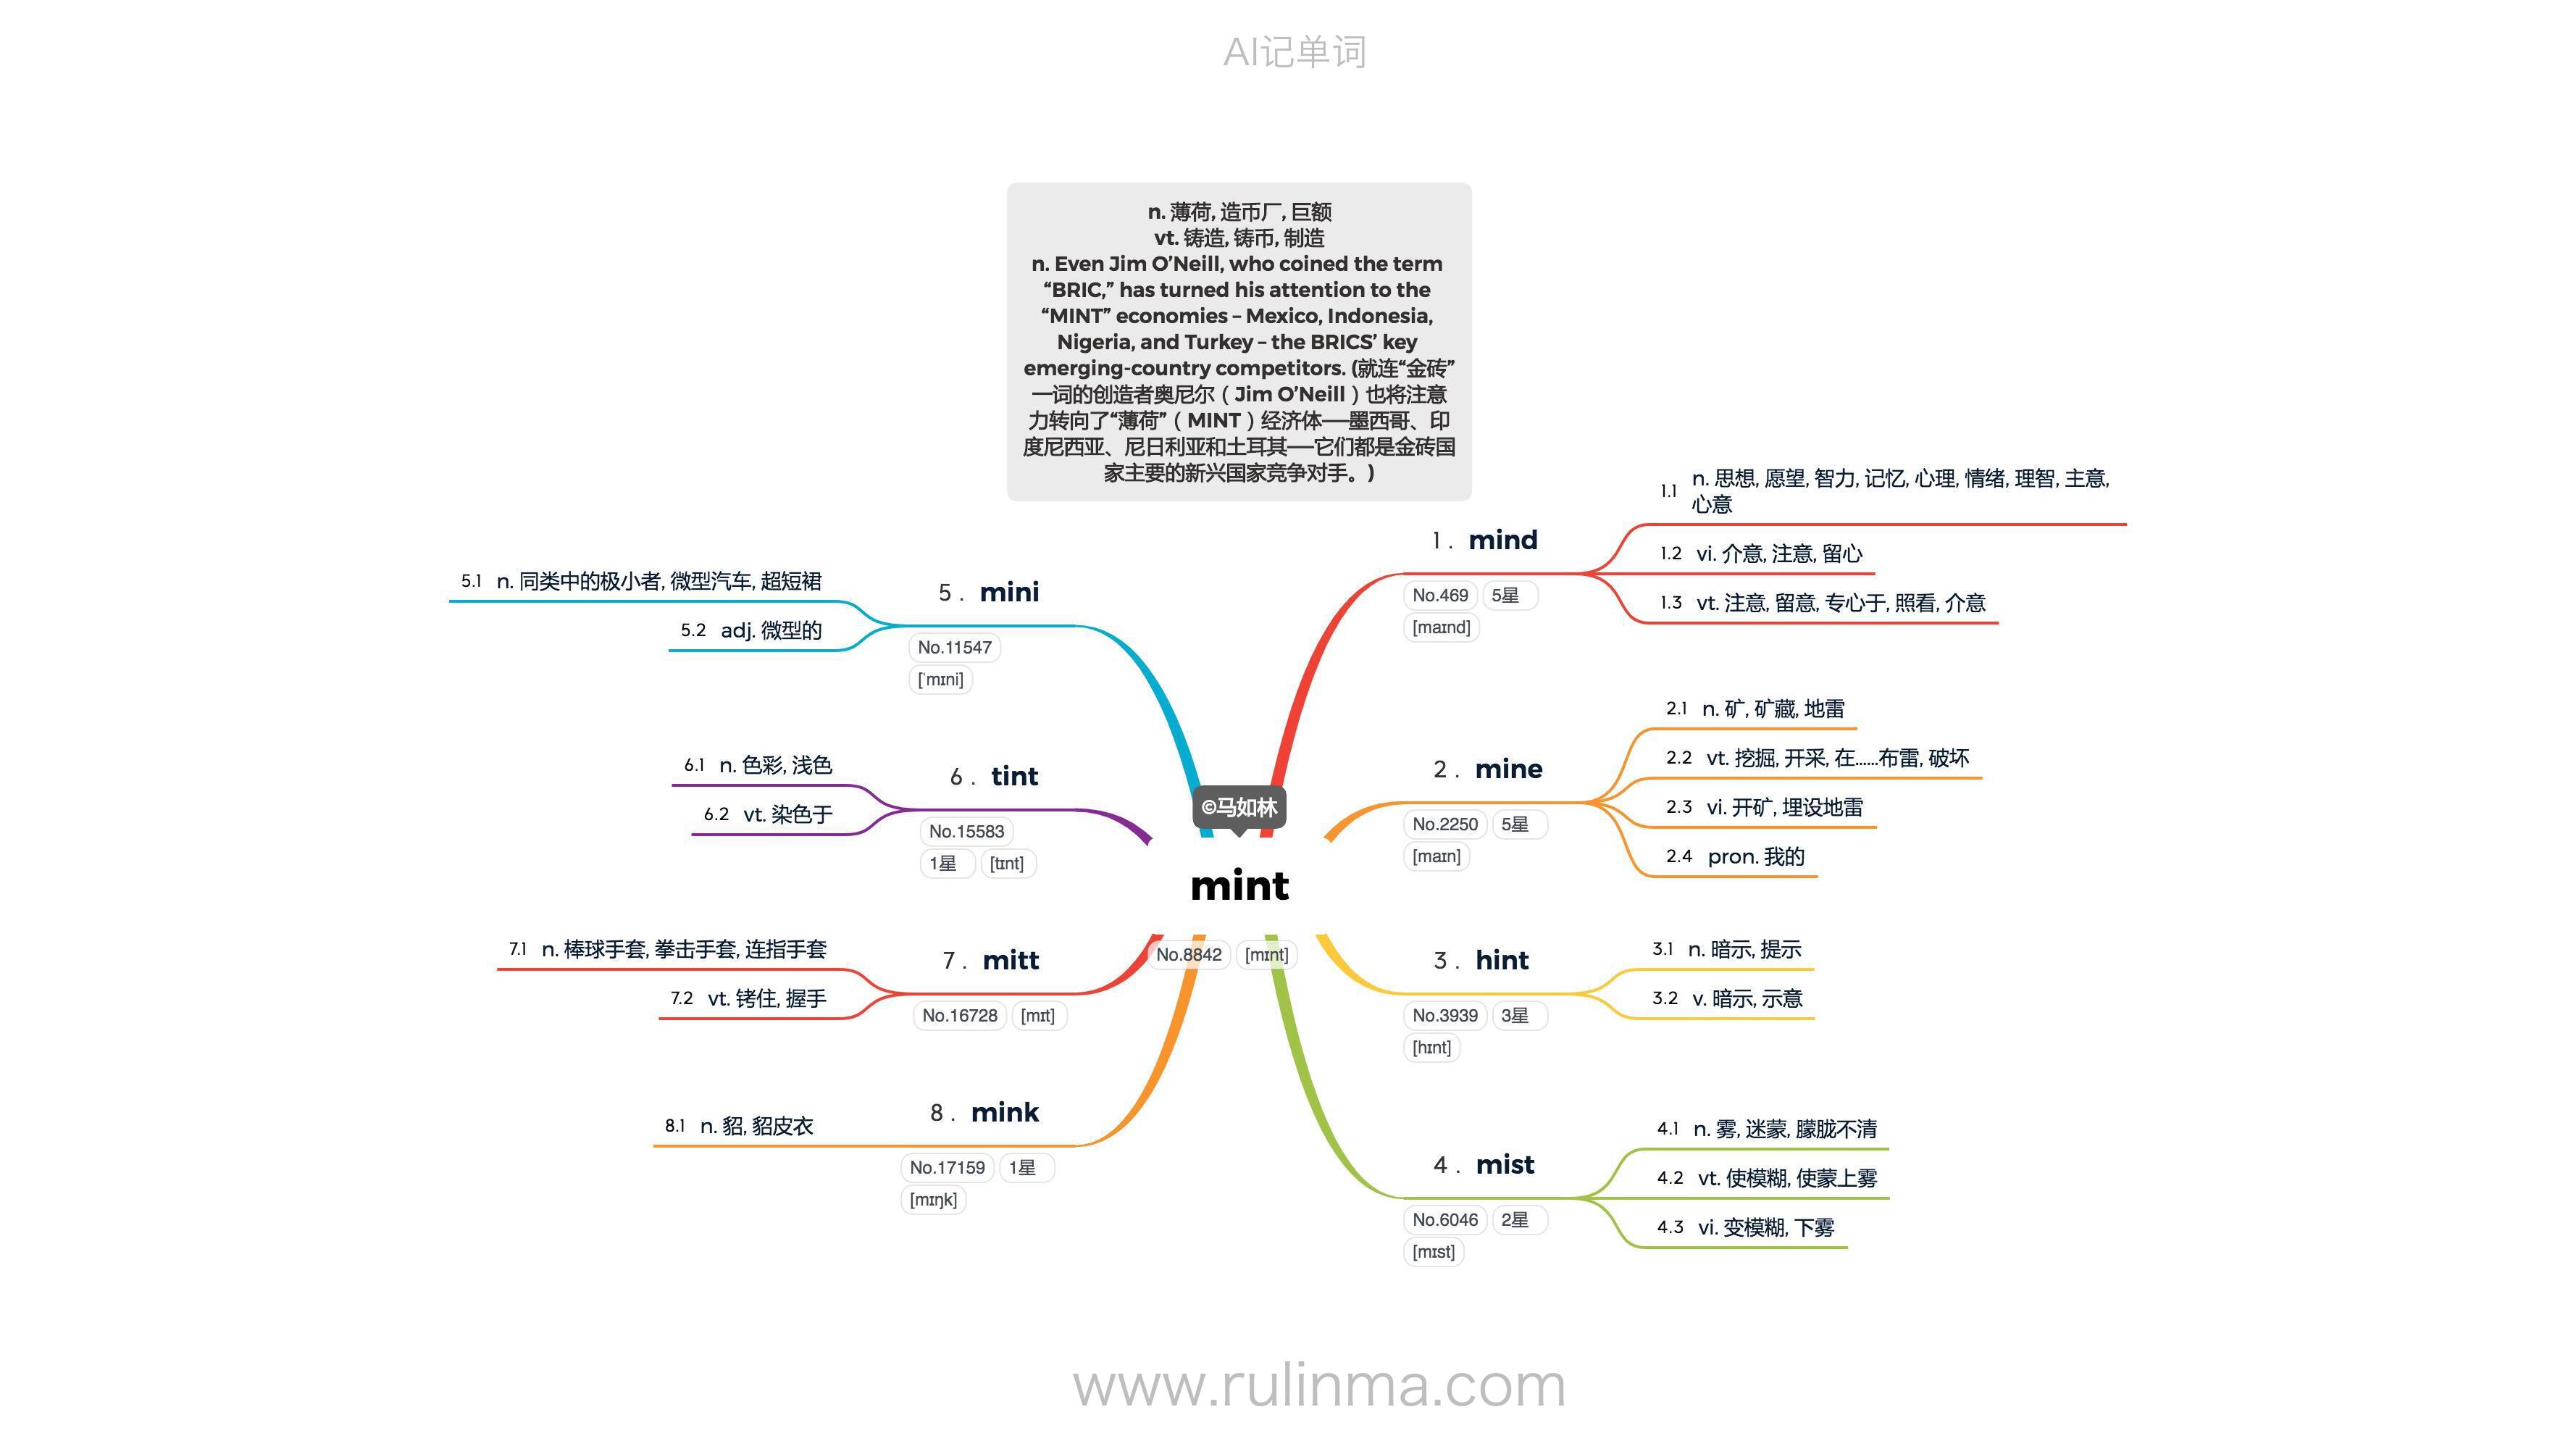 AI记单词
n. 薄荷, 造币厂, 巨额
vt. 铸造, 铸币, 制造
n. Even Jim O’Neill, who coined the term
“BRIC,” has turned his attention to the
“MINT” economies – Mexico, Indonesia,
Nigeria, and Turkey – the BRICS’ key
emerging-country competitors. (就连“金砖”
一词的创造者奥尼尔（Jim O’Neill）也将注意
力转向了“薄荷”（MINT）经济体——墨西哥、印
度尼西亚、尼日利亚和土耳其——它们都是金砖国
家主要的新兴国家竞争对手。)
©马如林
mint
No.8842 [mɪnt]
1. mind
No.469 5星
[maɪnd]
1.1 n. 思想, 愿望, 智力, 记忆, 心理, 情绪, 理智, 主意,
心意
1.2 vi. 介意, 注意, 留心
1.3 vt. 注意, 留意, 专心于, 照看, 介意
2. mine
No.2250 5星
[maɪn]
2.1 n. 矿, 矿藏, 地雷
2.2 vt. 挖掘, 开采, 在......布雷, 破坏
2.3 vi. 开矿, 埋设地雷
2.4 pron. 我的
3. hint
No.3939 3星
[hɪnt]
3.1 n. 暗示, 提示
3.2 v. 暗示, 示意
4. mist
No.6046 2星
[mɪst]
4.1 n. 雾, 迷蒙, 朦胧不清
4.2 vt. 使模糊, 使蒙上雾
4.3 vi. 变模糊, 下雾
5. mini
No.11547
[ˈmɪni]
5.1 n. 同类中的极小者, 微型汽车, 超短裙
5.2 adj. 微型的
6. tint
No.15583
1星 [tɪnt]
6.1 n. 色彩, 浅色
6.2 vt. 染色于
7. mitt
No.16728 [mɪt]
7.1 n. 棒球手套, 拳击手套, 连指手套
7.2 vt. 铐住, 握手
8. mink
No.17159 1星
[mɪŋk]
8.1 n. 貂, 貂皮衣
www.rulinma.com